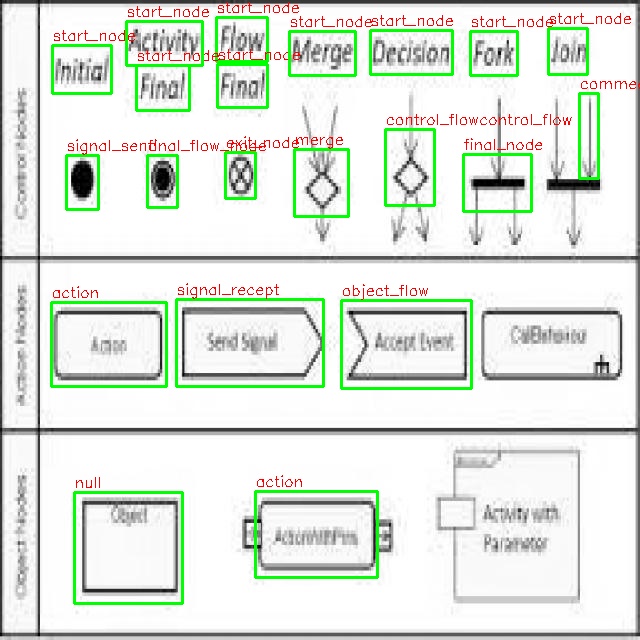 start_node start_node start_node start_node start_node start_node start_node
Initial Activity Flow Merge Decision Fork Join
start_node start_node
Final Final
comme
signal_send final_flow_node exit_node merge control_flow control_flow
final_node
Control Nodes
action signal_recept object_flow
Action Send Signal Accept Event CallBehaviour
Action Nodes
null action
Object ActionWithPins Activity with
Parameter
Object Nodes